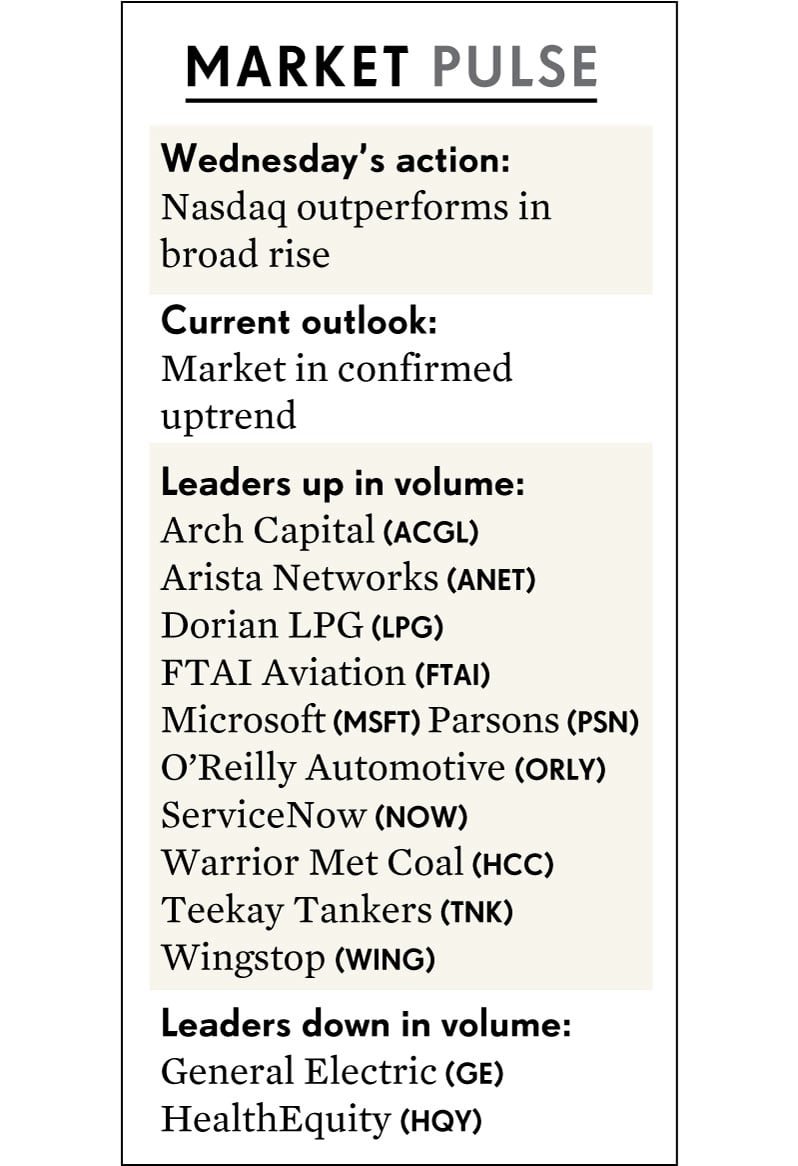 MARKET PULSE
Wednesday’s action:
Nasdaq outperforms in
broad rise
Current outlook:
Market in confirmed
uptrend
Leaders up in volume:
Arch Capital (ACGL)
Arista Networks (ANET)
Dorian LPG (LPG)
FTAI Aviation (FTAI)
Microsoft (MSFT) Parsons (PSN)
O’Reilly Automotive (ORLY)
ServiceNow (NOW)
Warrior Met Coal (HCC)
Teekay Tankers (TNK)
Wingstop (WING)
Leaders down in volume:
General Electric (GE)
HealthEquity (HQY)